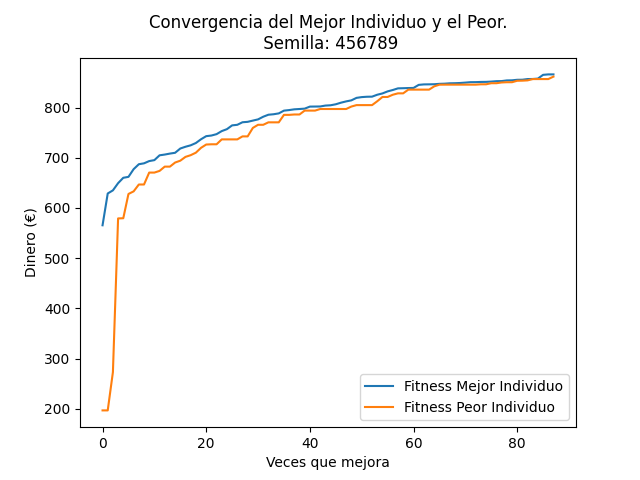 Convergencia del Mejor Individuo y el Peor.
Semilla: 456789
Dinero (€)
800
700
600
500
400
300
200
0 20 40 60 80
Veces que mejora
Fitness Mejor Individuo
Fitness Peor Individuo